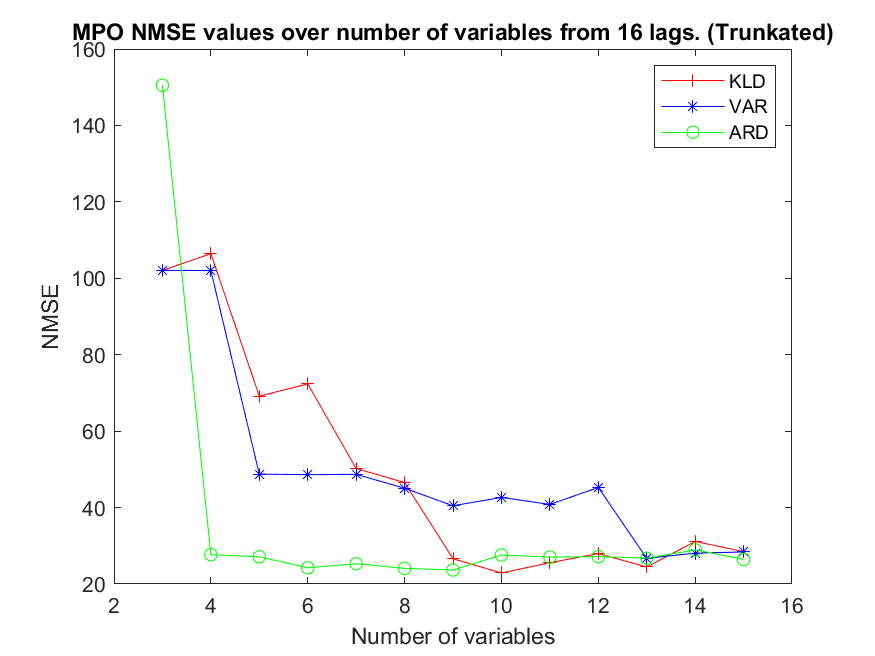 MPO NMSE values over number of variables from 16 lags. (Trunkated)
160
140
120
100
80
60
40
20
NMSE
KLD
VAR
ARD
2 4 6 8 10 12 14 16
Number of variables